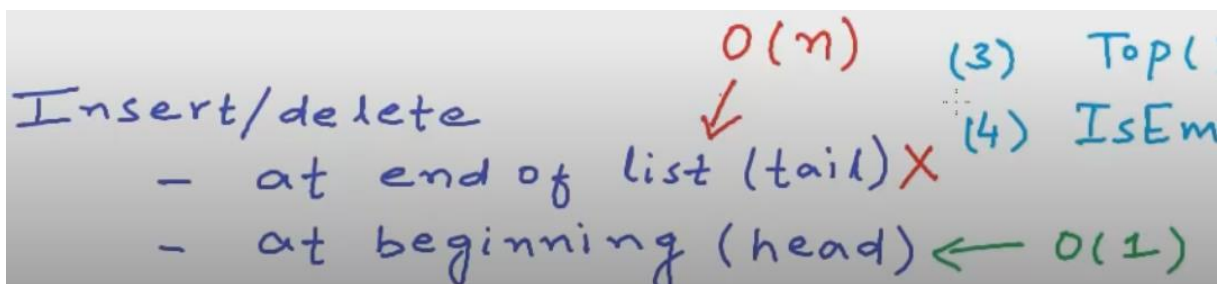 O(n)
(3) Top(
Insert/delete
(4) IsEm
- at end of list (tail) X
- at beginning (head) ← O(1)